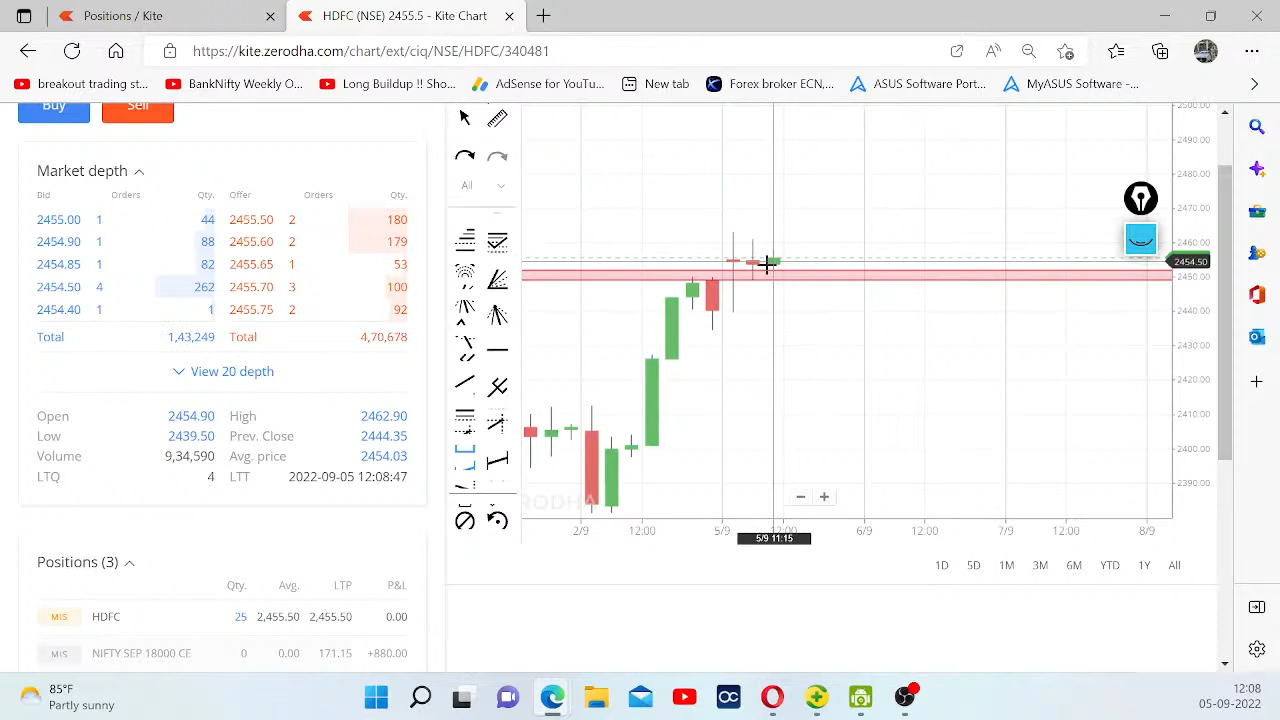 Positions / Kite
HDFC (NSE) 2455.5 - Kite Chart
https://kite.zerodha.com/chart/ext/ciq/NSE/HDFC/340481
breakout trading st...
BankNifty Weekly O...
Long Buildup !! Sho...
AdSense for YouTu...
New tab
Forex broker ECN,...
ASUS Software Port...
MyASUS Software -...
Buy
Sell
Market depth
Bid Orders Qty. Offer Orders Qty.
2455.00 1 44 2455.50 2 180
2454.90 1 88 2455.60 2 179
2454.85 1 82 2455.65 1 53
2454.50 4 262 2455.70 3 100
2454.40 1 1 2455.75 2 92
Total 1,43,249 Total 4,70,678
View 20 depth
Open 2454.90 High 2462.90
Low 2439.50 Prev. Close 2444.35
Volume 9,34,590 Avg. price 2454.03
LTQ 4 LTT 2022-09-05 12:08:47
Positions (3)
Qty. Avg. LTP P&L
MIS HDFC 25 2,455.50 2,455.50 0.00
MIS NIFTY SEP 18000 CE 0 0.00 171.15 +880.00
All
2500.00
2490.00
2480.00
2470.00
2460.00
2454.50
2450.00
2440.00
2430.00
2420.00
2410.00
2400.00
2390.00
RODHA
2/9 12:00 5/9 12:00 6/9 12:00 7/9 12:00 8/9
5/9 11:15
1D 5D 1M 3M 6M YTD 1Y All
85°F
Partly sunny
12:08
05-09-2022